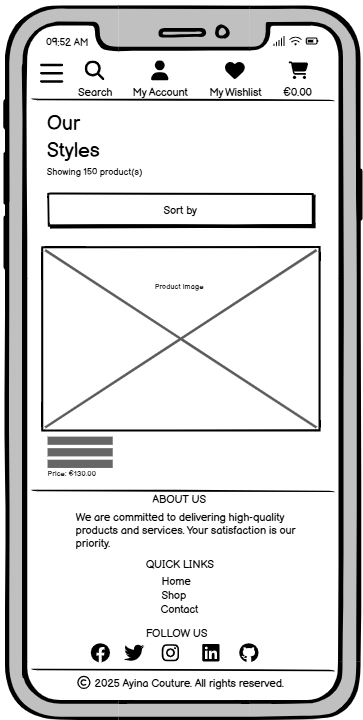 09:52 AM
Search My Account My Wishlist €0.00
Our
Styles
Showing 150 product(s)
Sort by
Product Image
Price: €130.00
ABOUT US
We are committed to delivering high-quality
products and services. Your satisfaction is our
priority.
QUICK LINKS
Home
Shop
Contact
FOLLOW US
© 2025 Ayina Couture. All rights reserved.